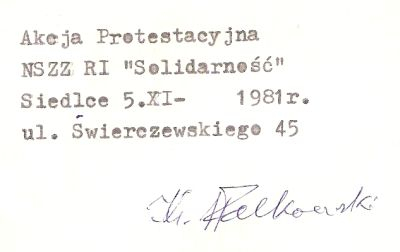 Akcja Protestacyjna
NSZZ RI "Solidarność"
Siedlce 5.XI- 1981r.
ul. Świerczewskiego 45